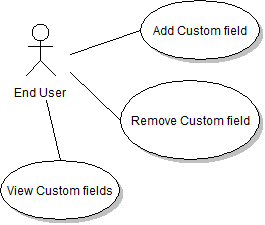 Add Custom field
End User
Remove Custom field
View Custom fields